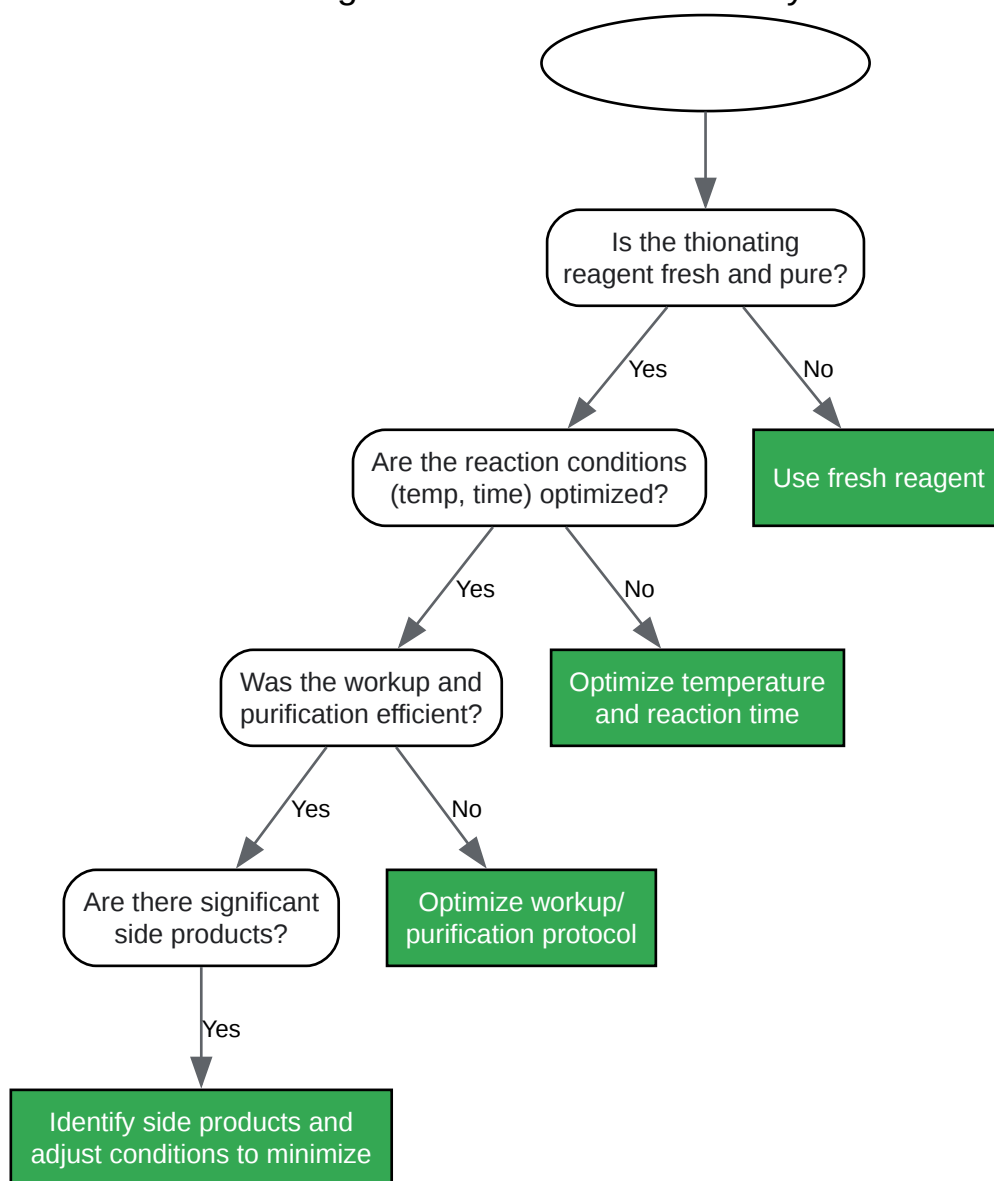 Is the thionating
reagent fresh and pure?
Yes
No
Are the reaction conditions
(temp, time) optimized?
Use fresh reagent
Yes
No
Was the workup and
purification efficient?
Optimize temperature
and reaction time
Yes
No
Are there significant
side products?
Optimize workup/
purification protocol
Yes
Identify side products and
adjust conditions to minimize